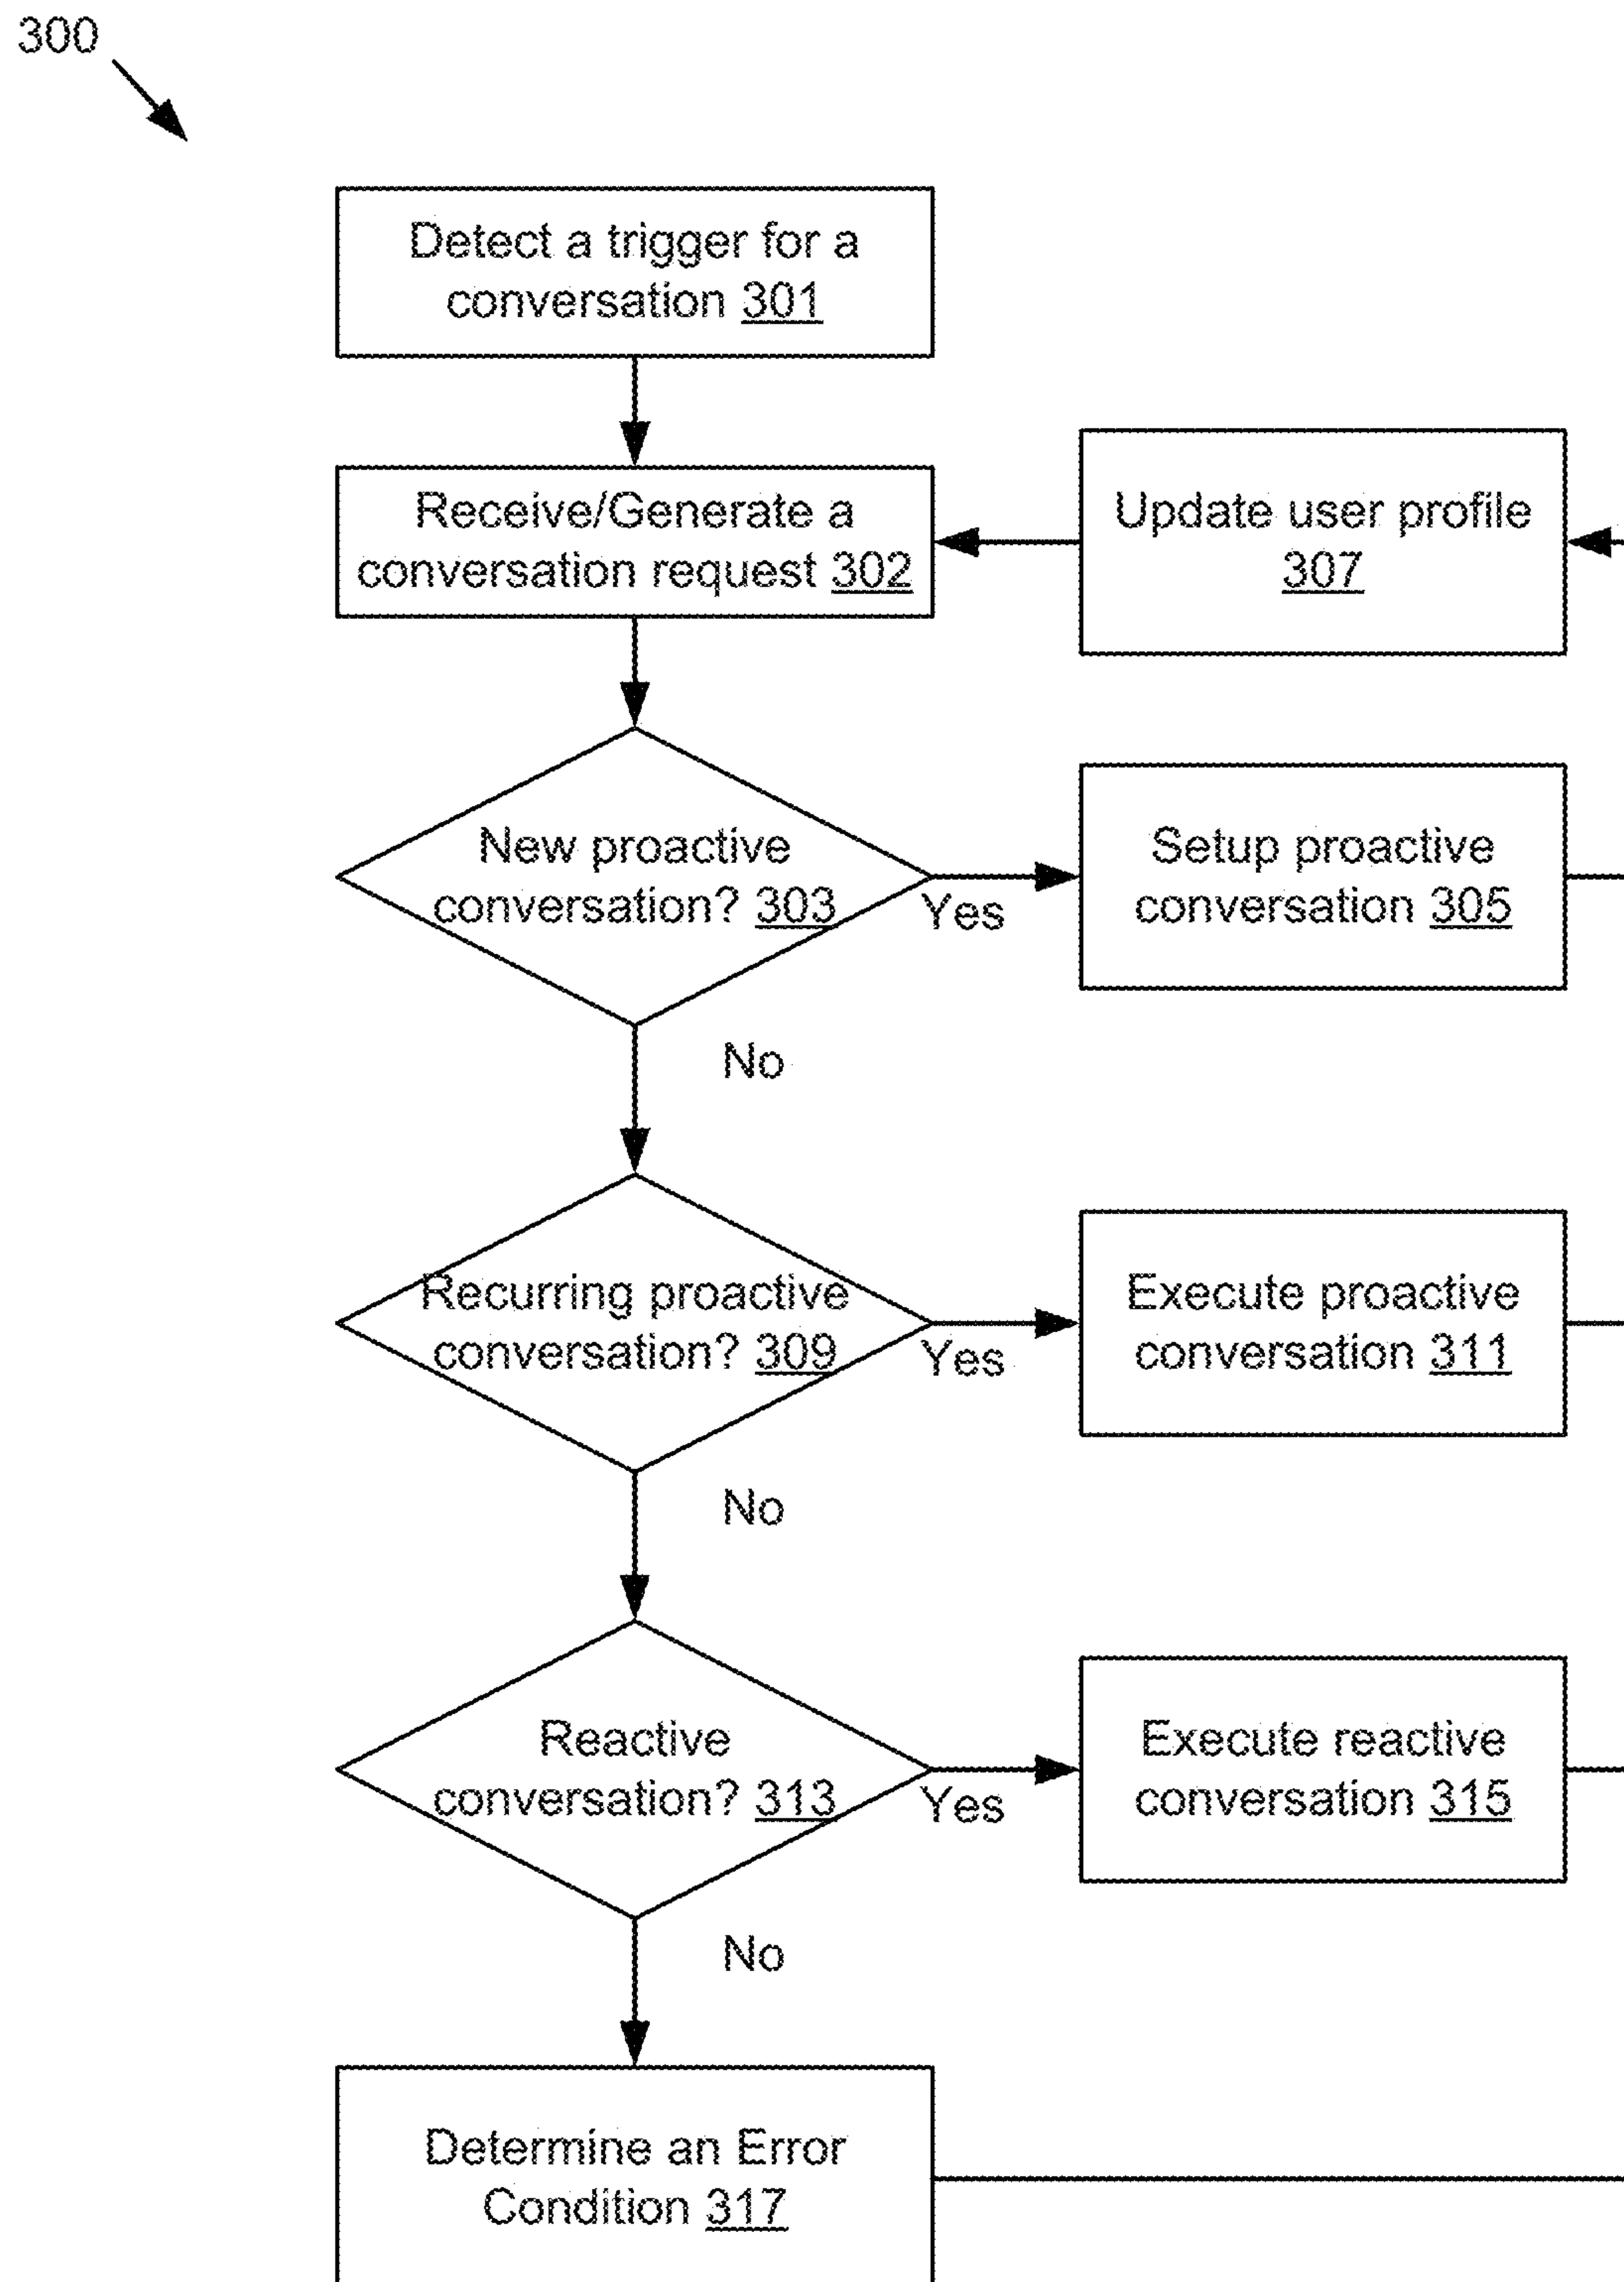 300
Detect a trigger for a
conversation 301
Receive/Generate a
conversation request 302
Update user profile
307
New proactive
conversation? 303
Yes
Setup proactive
conversation 305
No
Recurring proactive
conversation? 309
Yes
Execute proactive
conversation 311
No
Reactive
conversation? 313
Yes
Execute reactive
conversation 315
No
Determine an Error
Condition 317